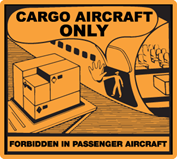 CARGO AIRCRAFT
ONLY
FORBIDDEN IN PASSENGER AIRCRAFT